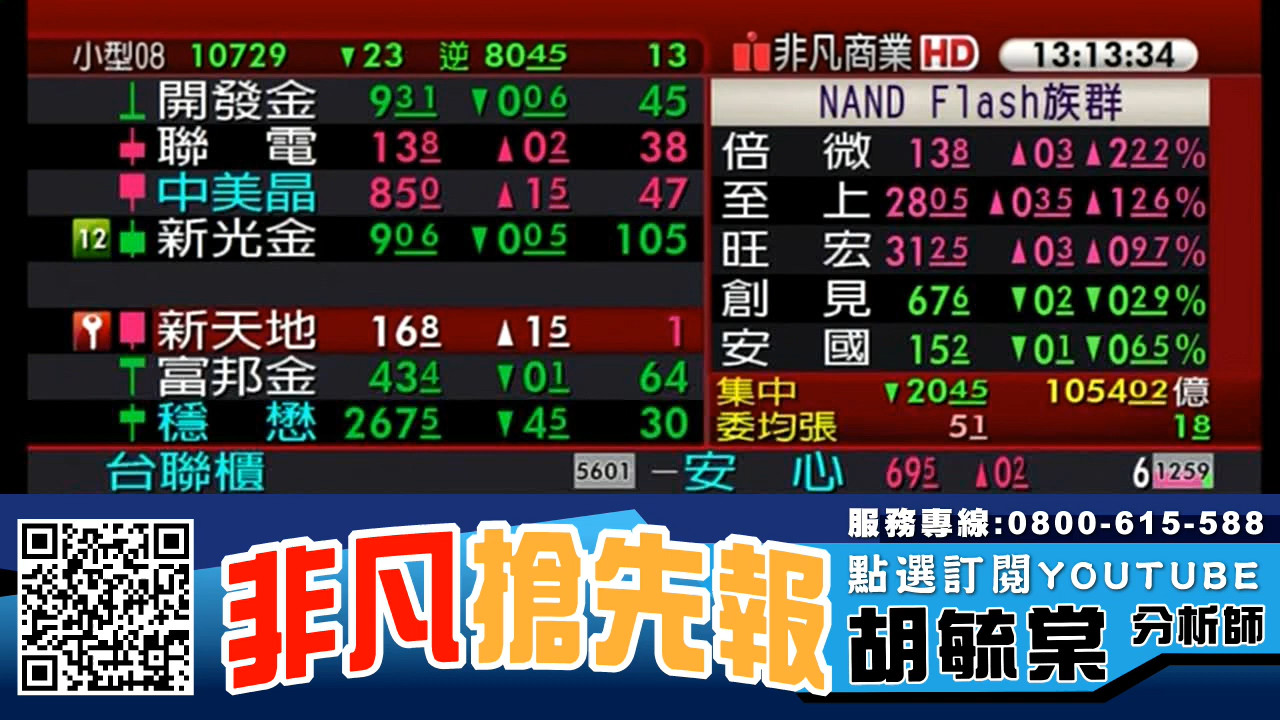 小型08 10729 ▼23 逆 8045 13
非凡商業HD 13:13:34
開發金 931 ▼006 45
聯電 138 ▲02 38
中美晶 850 ▲15 47
12 新光金 906 ▼005 105
新天地 168 ▲15 1
富邦金 434 ▼01 64
穩懋 2675 ▼45 30
NAND Flash族群
倍微 138 ▲03 ▲222%
至上 2805 ▲035 ▲126%
旺宏 3125 ▲03 ▲097%
創見 676 ▼02 ▼029%
安國 152 ▼01 ▼065%
集中 ▼2045 105402億
委均張 51 18
台聯櫃 5601 一安心 695 ▲02 6 1259
非凡搶先報
服務專線:0800-615-588
點選訂閱YOUTUBE
胡毓棠 分析師